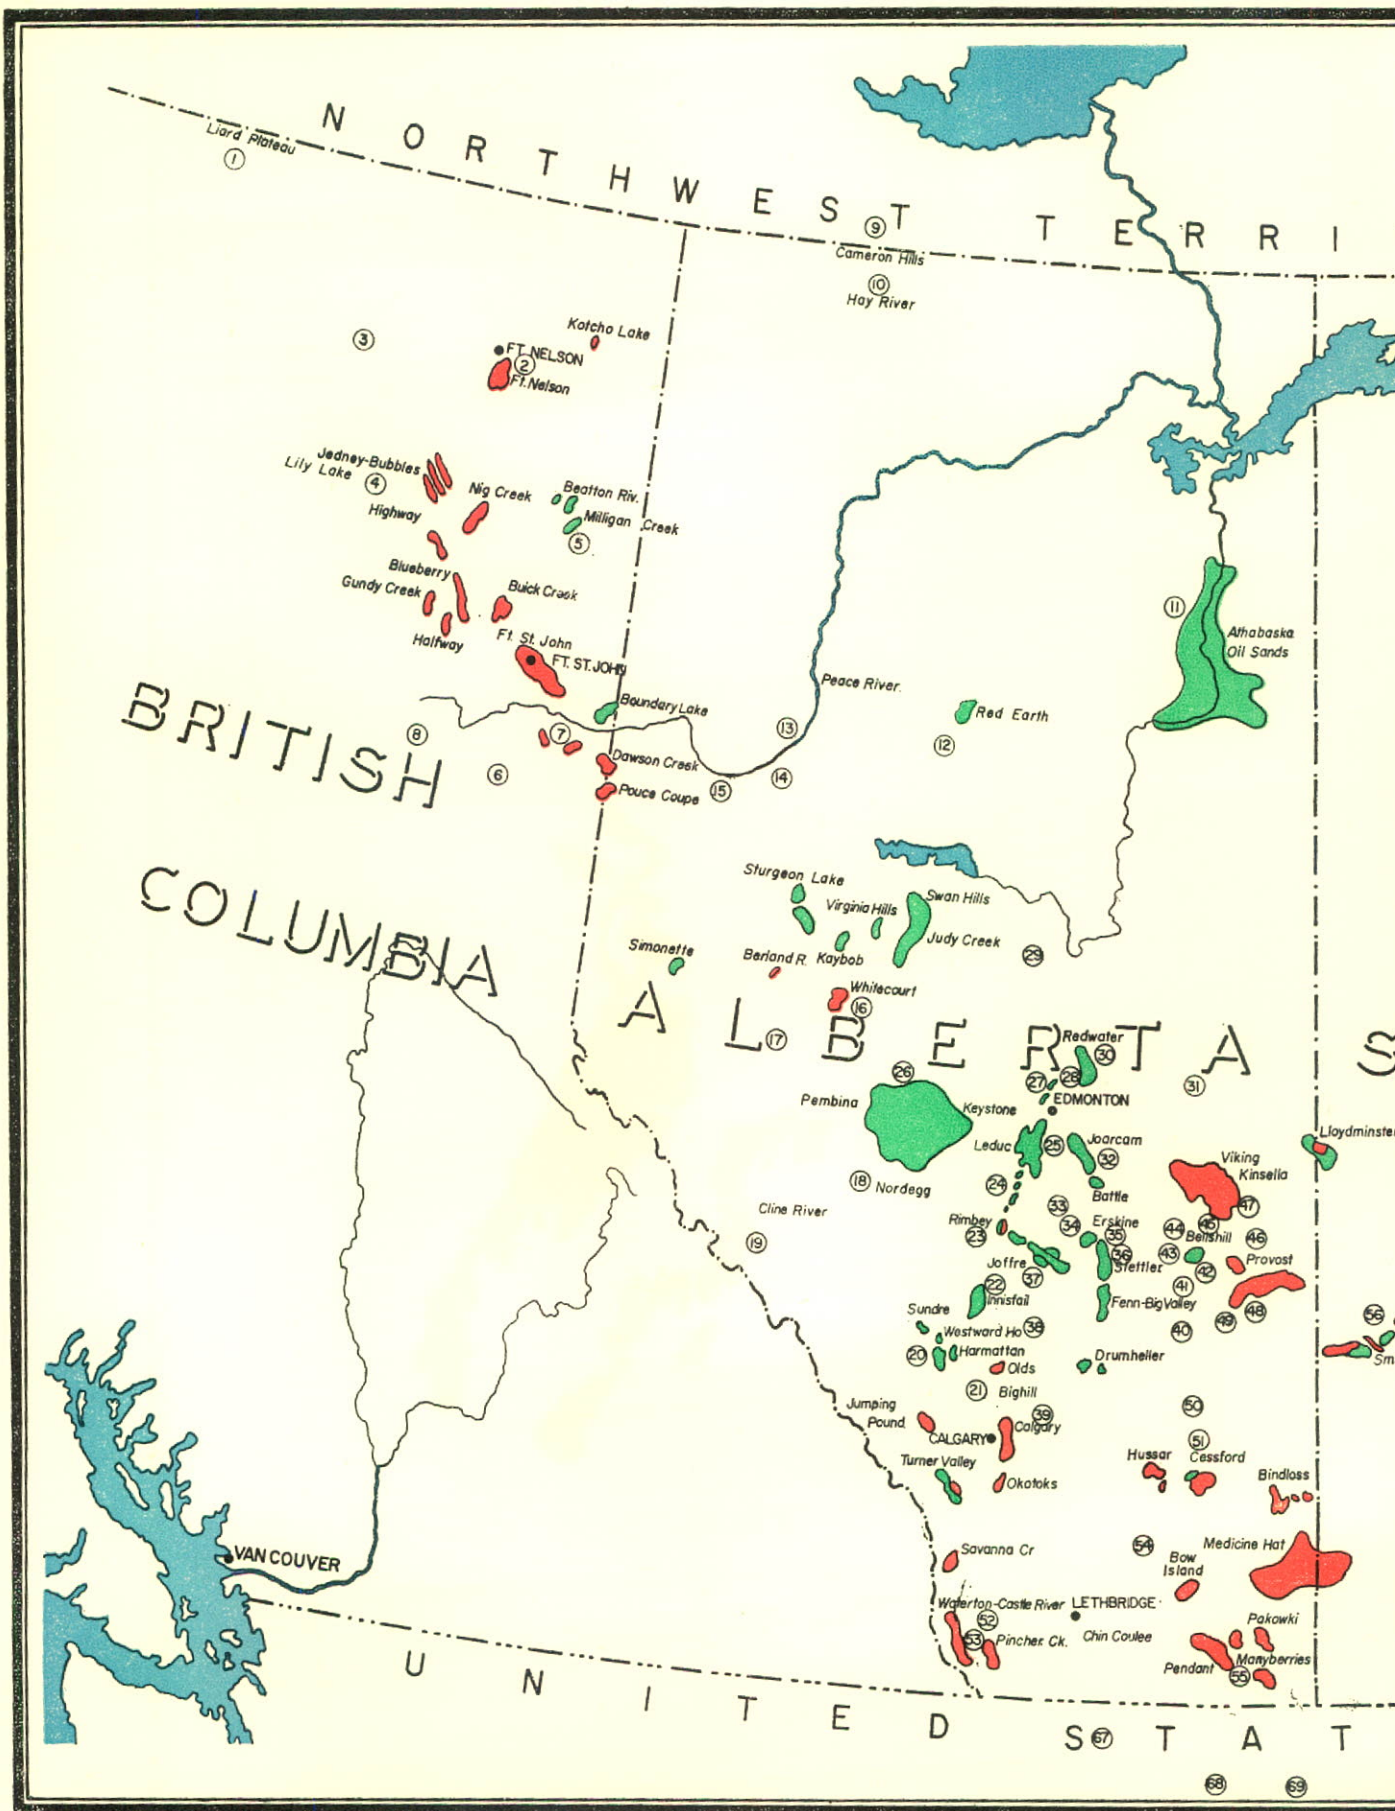 NORTHWEST TERRI
Liard Plateau
1
9
Cameron Hills
10
Hay River
Kotcho Lake
3
FT. NELSON
2
Ft. Nelson
Jedney-Bubbles
Lily Lake
4
Nig Creek
Beatton Riv.
Highway
Milligan Creek
5
Blueberry
Gundy Creek
Buick Creek
11
Halfway
Ft. St. John
FT. ST. JOHN
Athabaska
Oil Sands
Peace River.
BRITISH
Boundary Lake
Red Earth
8
7
13
12
6
Dawson Creek
14
Pouce Coupe
15
COLUMBIA
Sturgeon Lake
Virginia Hills
Swan Hills
Simonette
Judy Creek
Berland R.
Kaybob
29
Whitecourt
16
ALBERTA
S
17
Redwater
30
26
27
28
31
Pembina
Keystone
EDMONTON
Leduc
25
Joarcam
Lloydminster
32
Viking
Kinsella
18
Nordegg
24
Battle
Cline River
33
47
Rimbey
34
Erskine
44
45
23
35
Bellshill
46
19
Joffre
36
43
Provost
37
Stettler
42
22
41
Innisfail
Fenn-Big Valley
48
Sundre
49
56
Westward Ho
38
40
20
Harmattan
Drumheller
Sm
Olds
21
Bighill
Jumping
Pound
39
50
CALGARY
Calgary
51
Turner Valley
Hussar
Cessford
Okotoks
Bindloss
VANCOUVER
Savanna Cr
54
Bow
Island
Medicine Hat
Waterton-Castle River
LETHBRIDGE
52
53
Pincher Ck.
Chin Coulee
Pakowki
Pendant
Manyberries
55
UNITED STAT
67
68
69